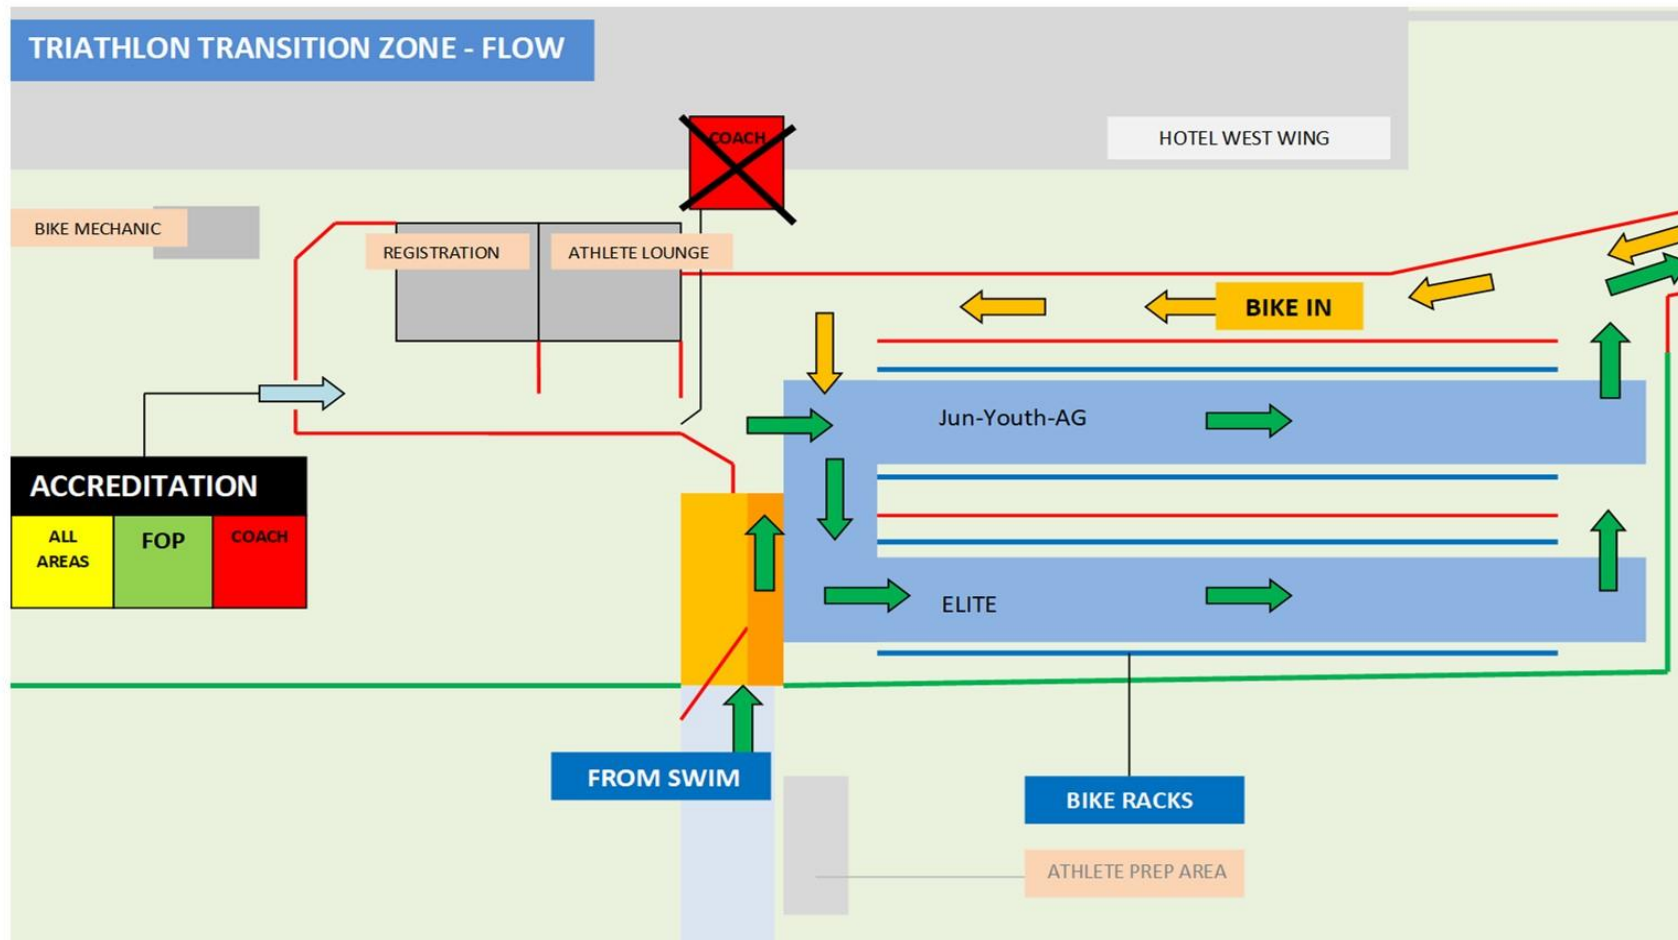 TRIATHLON TRANSITION ZONE - FLOW
COACH
HOTEL WEST WING
BIKE MECHANIC
REGISTRATION
ATHLETE LOUNGE
BIKE IN
Jun-Youth-AG
ACCREDITATION
ALL
AREAS
FOP
COACH
ELITE
FROM SWIM
BIKE RACKS
ATHLETE PREP AREA